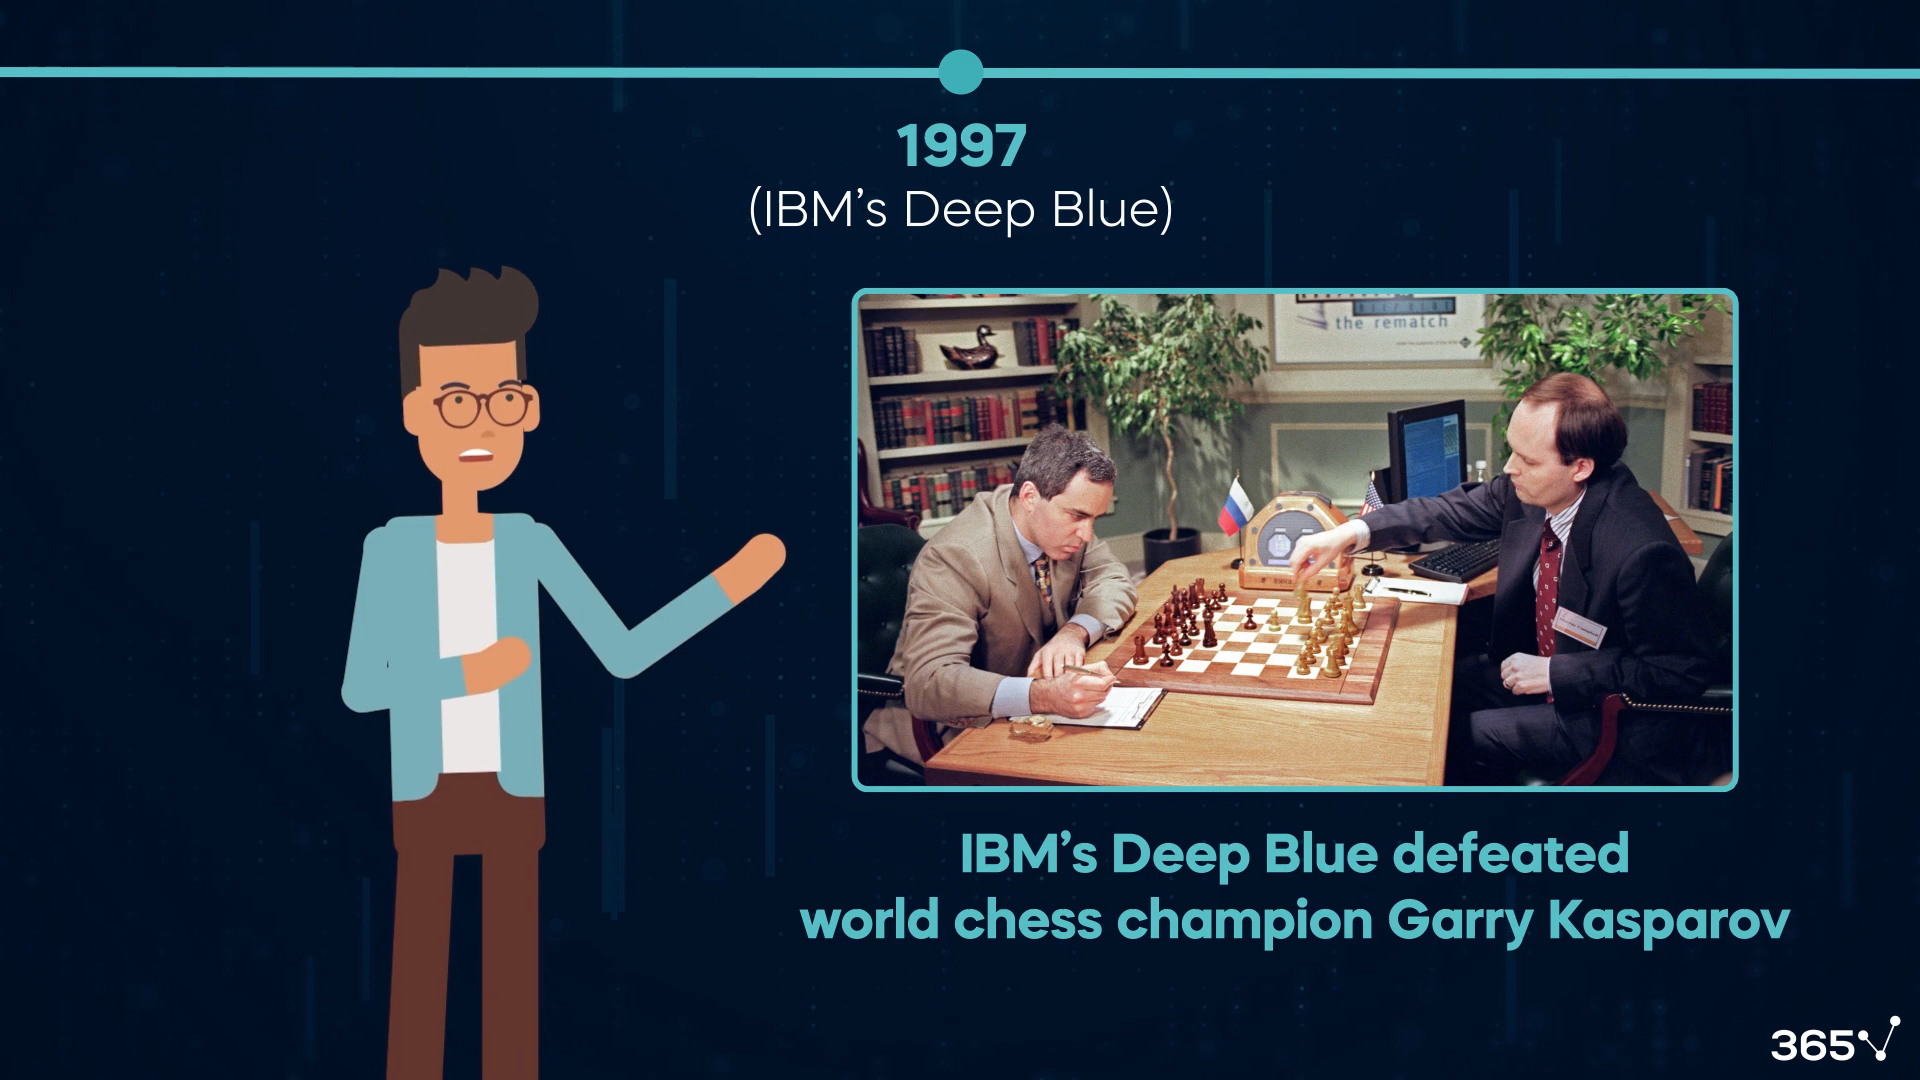 1997
(IBM’s Deep Blue)
the rematch
IBM’s Deep Blue defeated
world chess champion Garry Kasparov
365